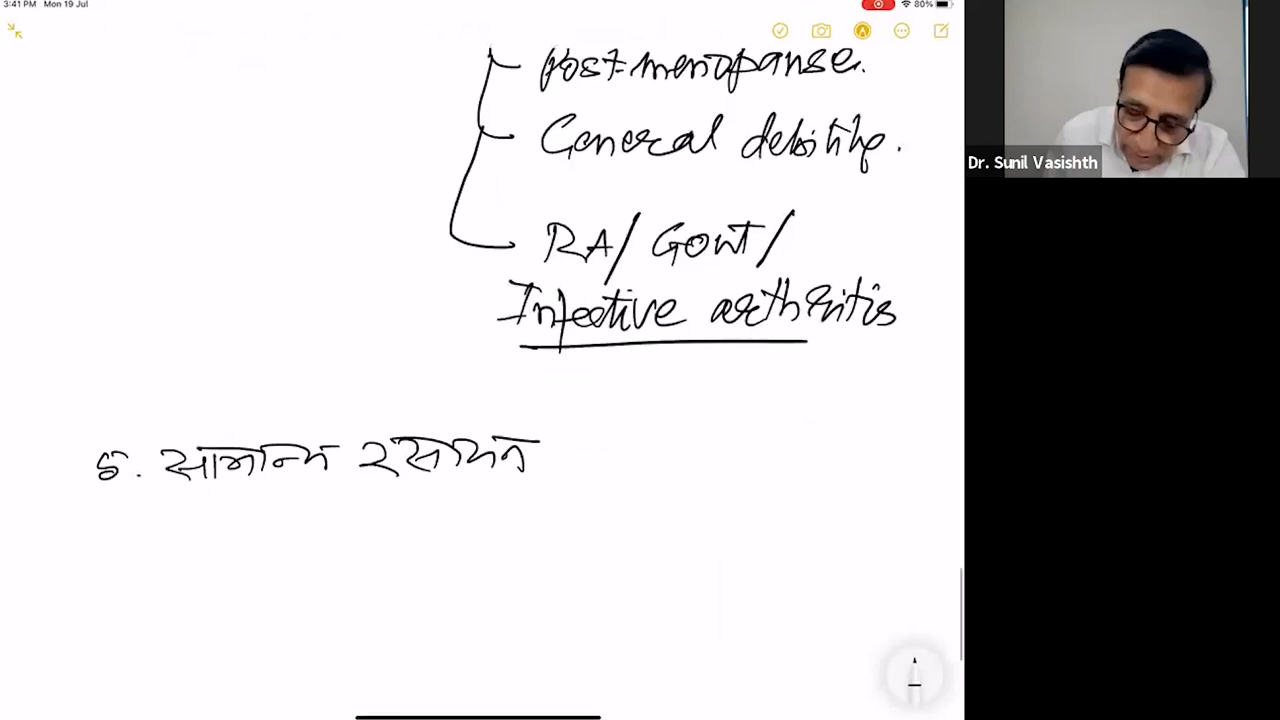 3:41 PM Mon 19 Jul
80%
Post-menopause.
General debility.
RA/ Gout/
Infective arthritis
Dr. Sunil Vasishth
8. सामान्य रसायन